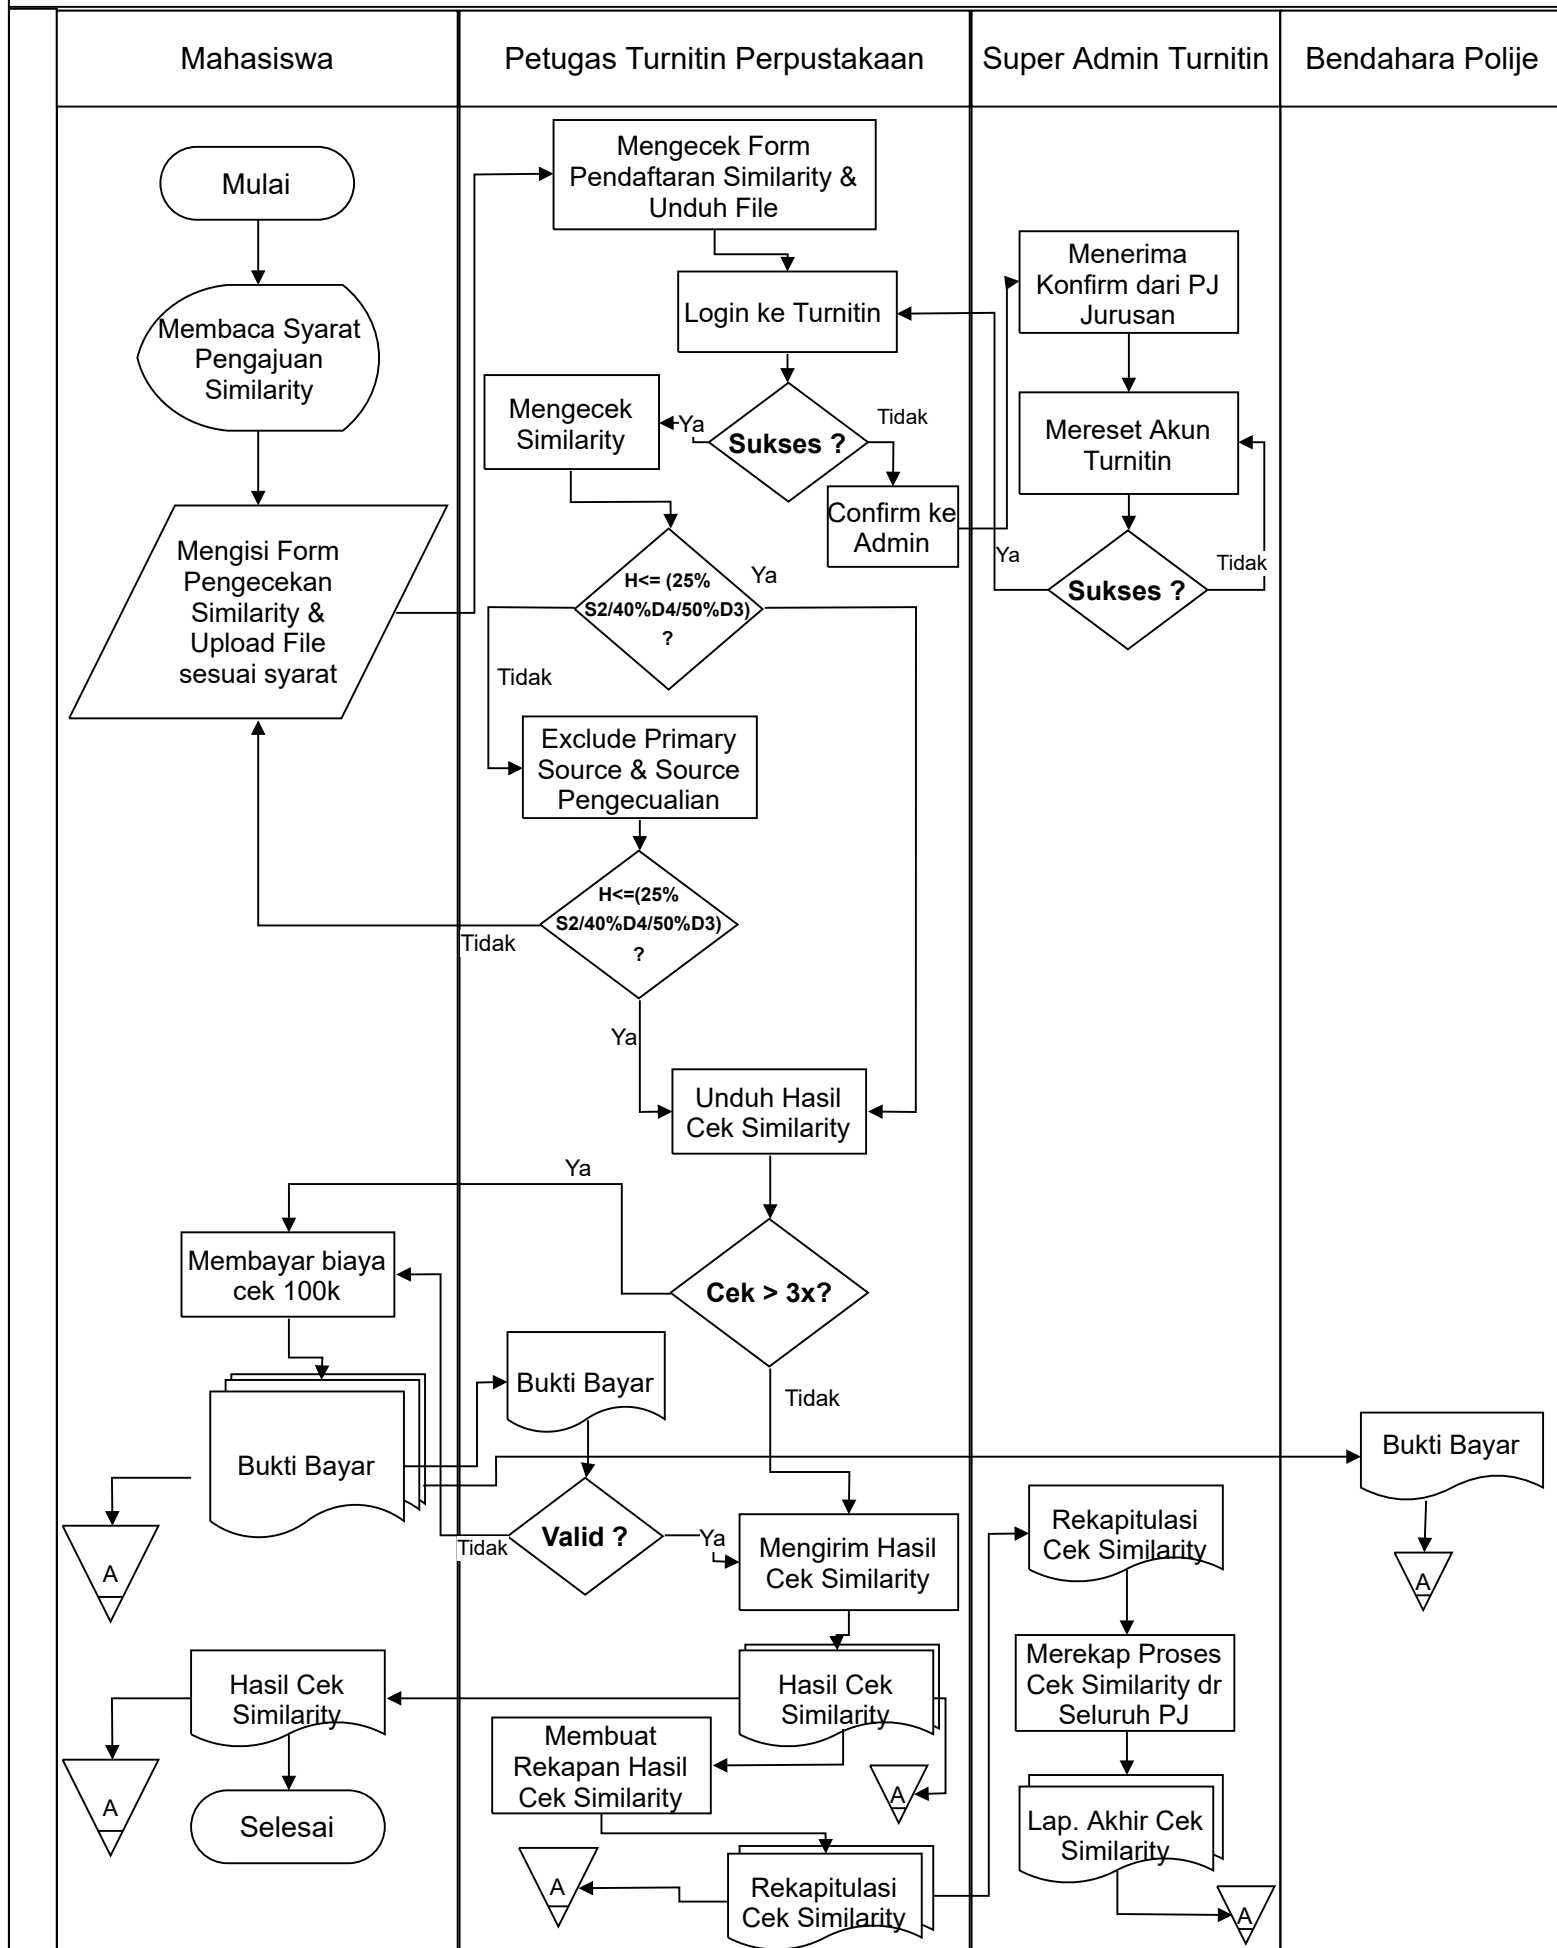 Mahasiswa
Petugas Turnitin Perpustakaan
Super Admin Turnitin
Bendahara Polije
Mulai
Membaca Syarat
Pengajuan
Similarity
Mengisi Form
Pengecekan
Similarity &
Upload File
sesuai syarat
Mengecek Form
Pendaftaran Similarity &
Unduh File
Login ke Turnitin
Sukses ?
Ya
Tidak
Mengecek
Similarity
Confirm ke
Admin
Menerima
Konfirm dari PJ
Jurusan
Mereset Akun
Turnitin
Sukses ?
Ya
Tidak
H<= (25%
S2/40%D4/50%D3)
?
Ya
Tidak
Exclude Primary
Source & Source
Pengecualian
H<=(25%
S2/40%D4/50%D3)
?
Tidak
Ya
Unduh Hasil
Cek Similarity
Cek > 3x?
Ya
Tidak
Membayar biaya
cek 100k
Bukti Bayar
A
Bukti Bayar
Valid ?
Tidak
Ya
Bukti Bayar
A
Mengirim Hasil
Cek Similarity
Hasil Cek
Similarity
A
Hasil Cek
Similarity
A
Selesai
Membuat
Rekapan Hasil
Cek Similarity
Rekapitulasi
Cek Similarity
A
Rekapitulasi
Cek Similarity
Merekap Proses
Cek Similarity dr
Seluruh PJ
Lap. Akhir Cek
Similarity
A